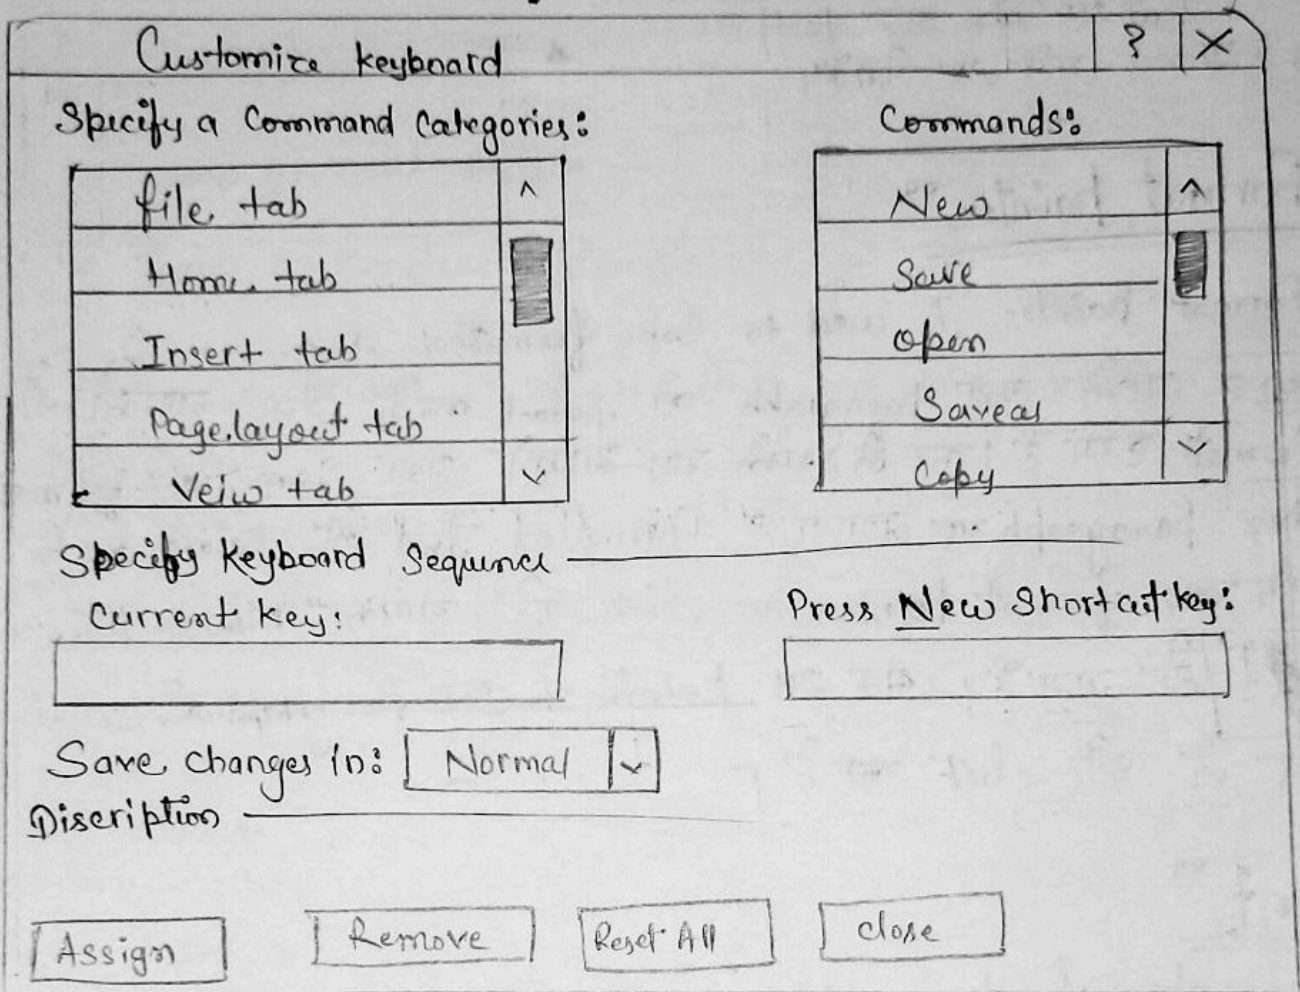 Customize keyboard ? X
Specify a Command Categories:
file tab
Home tab
Insert tab
Page layout tab
Veiw tab
Commands:
New
Save
Open
Saveas
Copy
Specify keyboard Sequence
Current key:
Press New Shortcut key:
Save changes in: Normal
Discription
Assign
Remove
Reset All
close